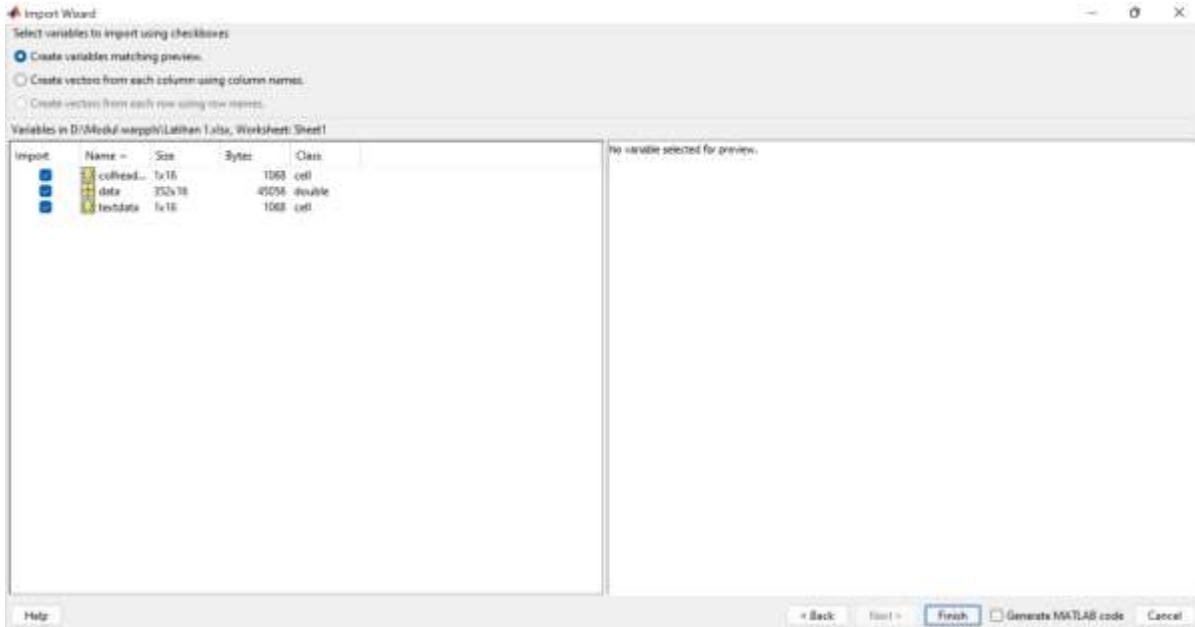 Import Wizard
Select variables to import using checkboxes
Create variables matching preview.
Create vectors from each column using column names.
Create vectors from each row using row names.
Variables in D:\Modul warppls\Latihan 1.xlsx, Worksheet: Sheet1
Import Name Size Bytes Class
colhead... 1x16 1068 cell
data 352x16 45056 double
textdata 1x16 1068 cell
No variable selected for preview.
Help < Back Next > Finish Generate MATLAB code Cancel